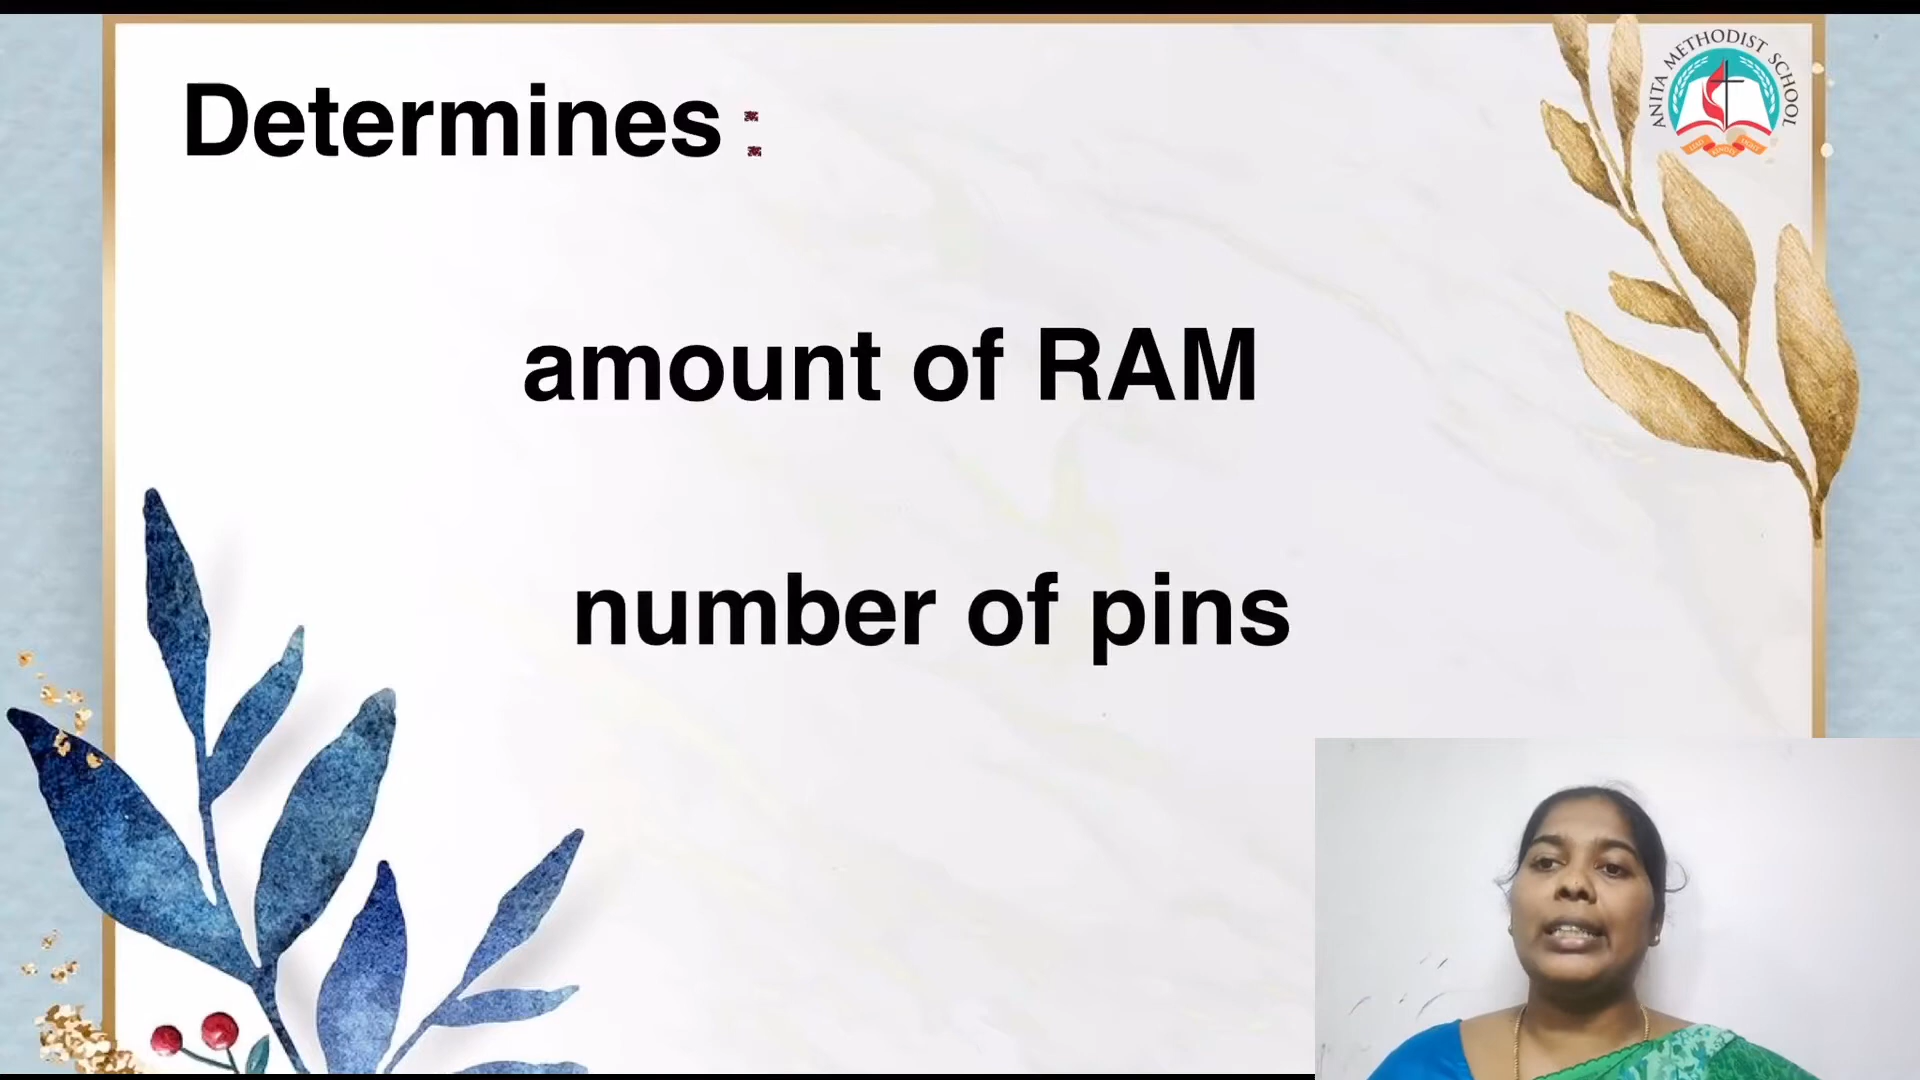 Determines :
ANITA METHODIST SCHOOL
amount of RAM
number of pins